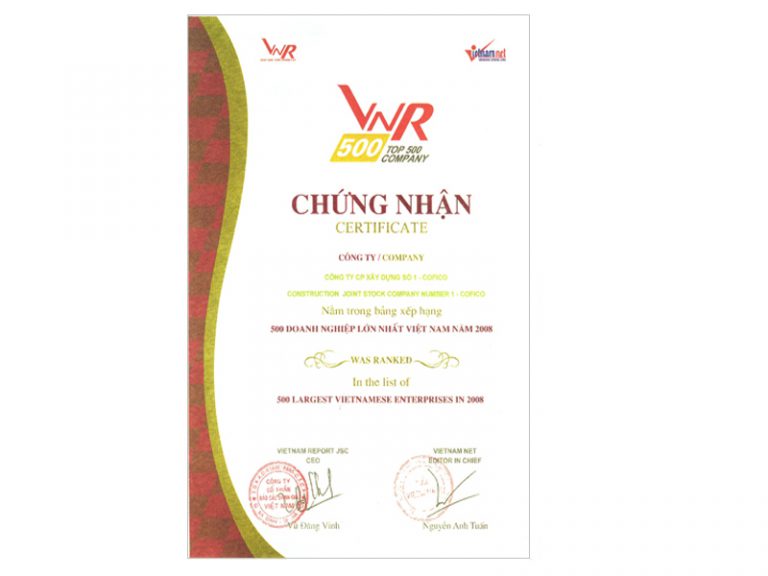 VNR
vietnam net
VNR
500 TOP 500
COMPANY
CHỨNG NHẬN
CERTIFICATE
CÔNG TY / COMPANY
CÔNG TY CP XÂY DỰNG SỐ 1 - COFICO
CONSTRUCTION JOINT STOCK COMPANY NUMBER 1 - COFICO
Nằm trong bảng xếp hạng
500 DOANH NGHIỆP LỚN NHẤT VIỆT NAM NĂM 2008
WAS RANKED
In the list of
500 LARGEST VIETNAMESE ENTERPRISES IN 2008
VIETNAM REPORT JSC
CEO
VIETNAM NET
EDITOR IN CHIEF
CÔNG TY
CỔ PHẦN
VIỆT NAM
Vũ Đăng Vinh
Nguyễn Anh Tuấn